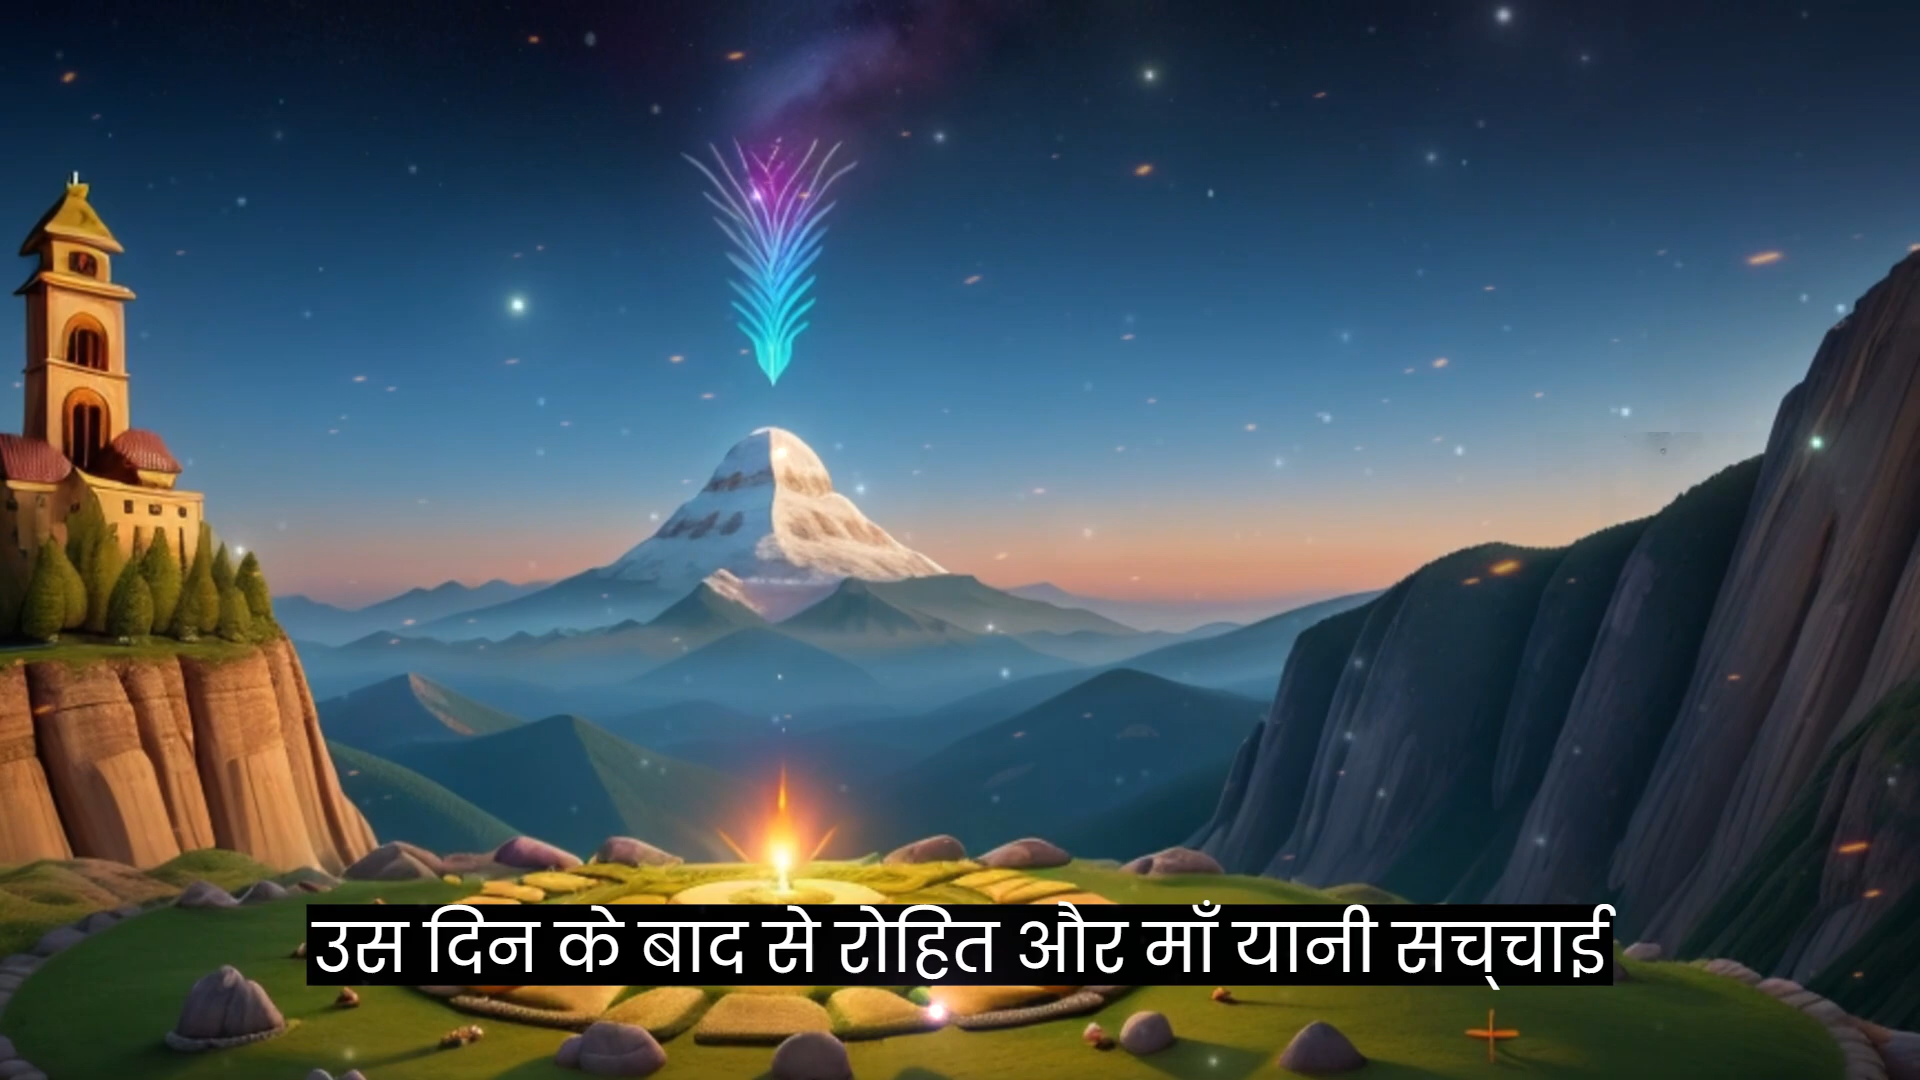 उस दिन के बाद से रोहित और माँ यानी सच्चाई